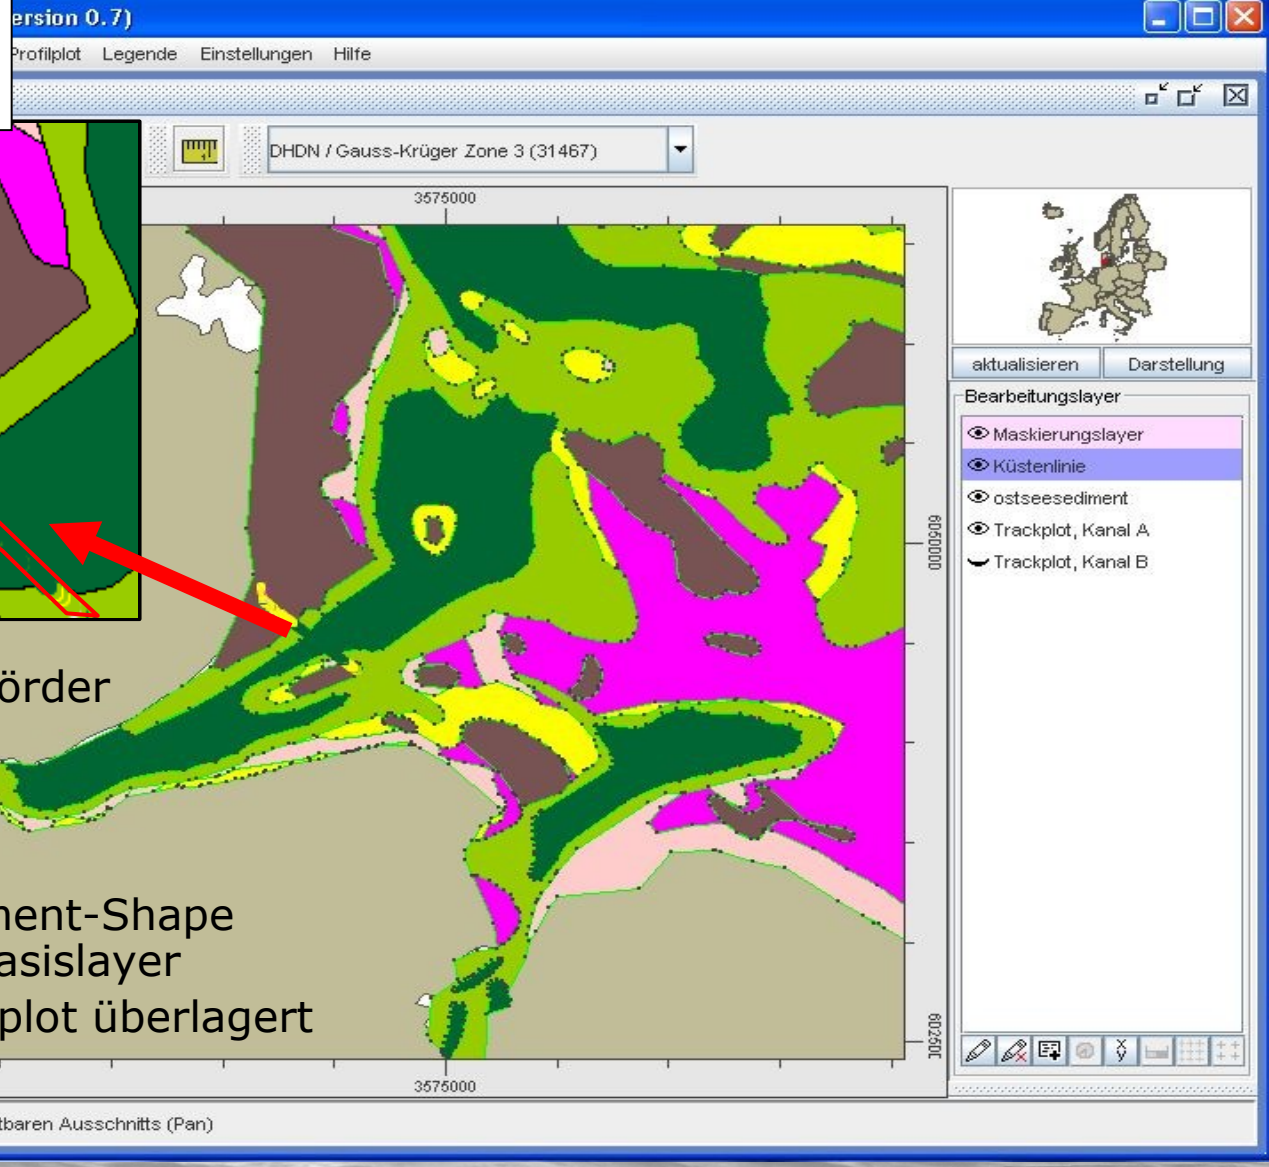 ersion 0.7)
Profilplot Legende Einstellungen Hilfe
DHDN / Gauss-Krüger Zone 3 (31467)
3575000
aktualisieren Darstellung
Bearbeitungslayer
Maskierungslayer
Küstenlinie
ostseesediment
Trackplot, Kanal A
Trackplot, Kanal B
6050000
örder
ment-Shape
asislayer
plot überlagert
3575000
tbaren Ausschnitts (Pan)